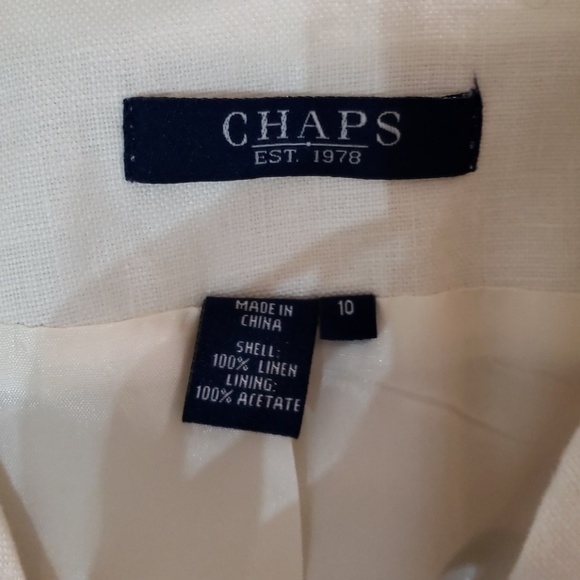 CHAPS
EST. 1978
MADE IN
CHINA
SHELL:
100% LINEN
LINING:
100% ACETATE
10